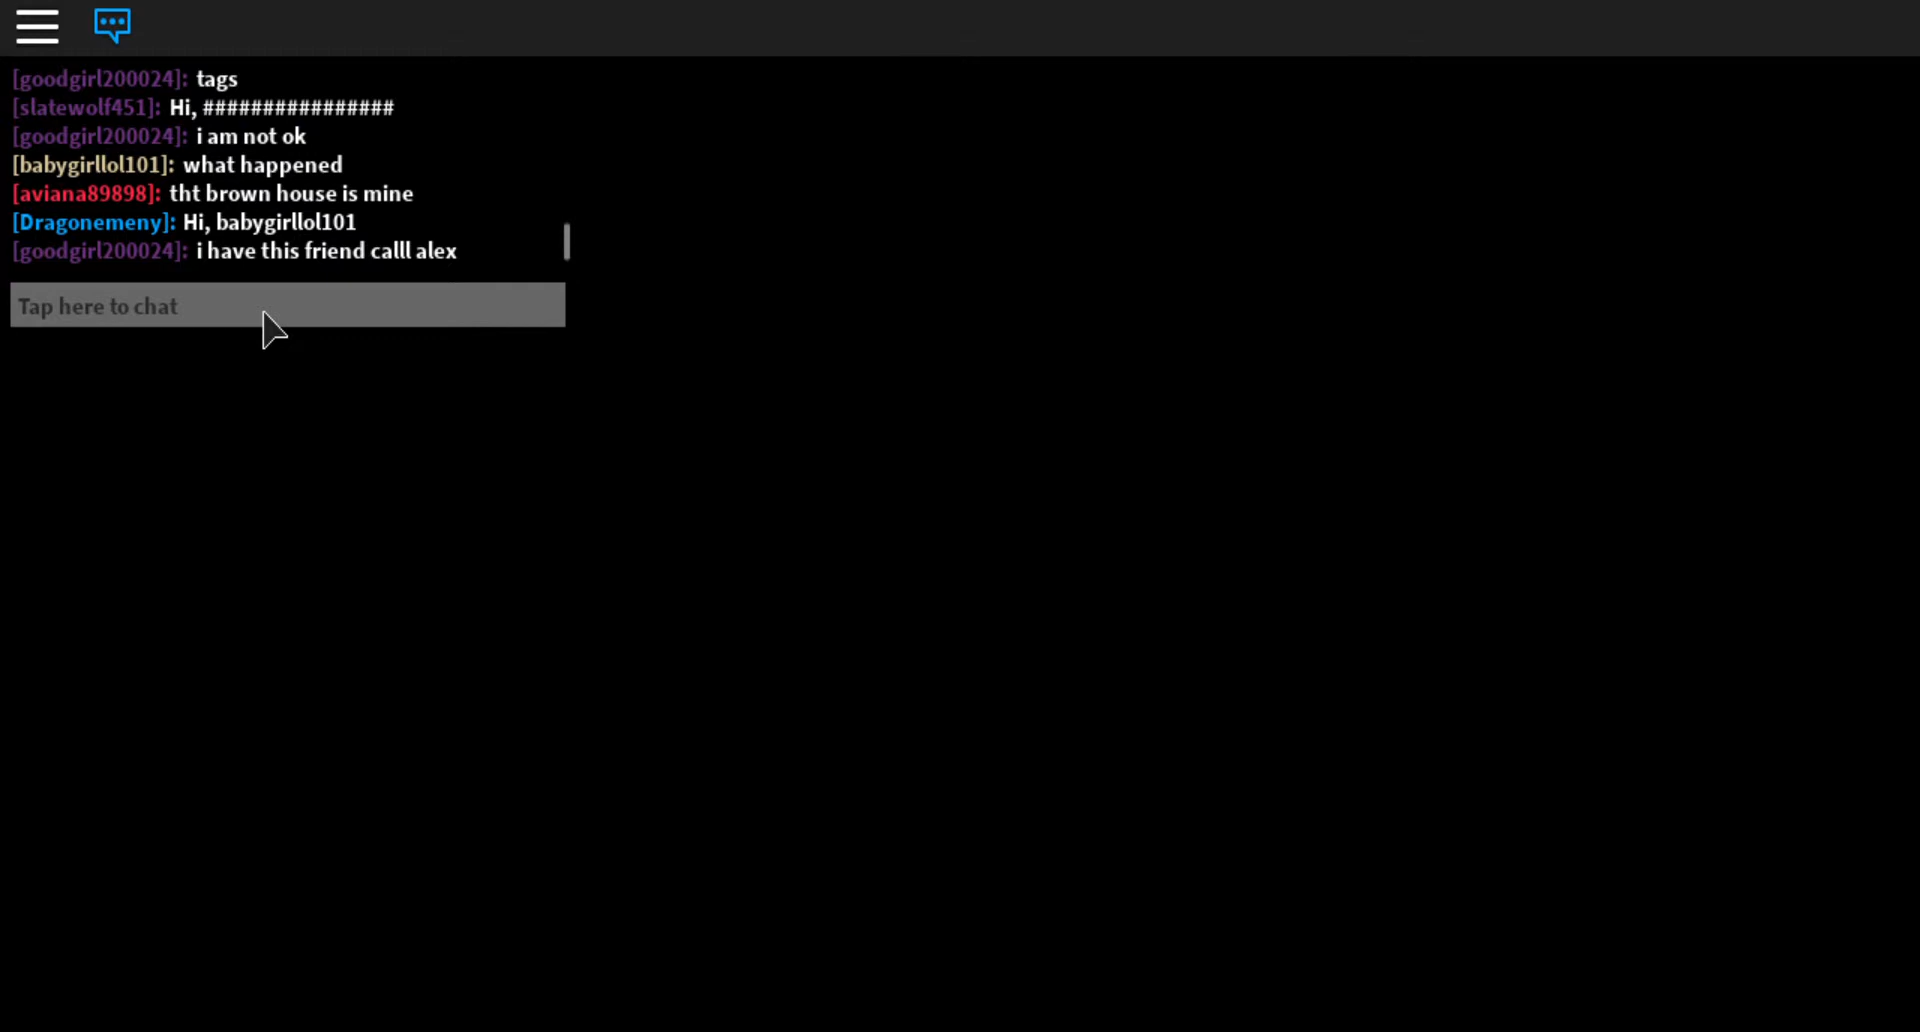 [goodgirl200024]: tags
[slatewolf451]: Hi, ################
[goodgirl200024]: i am not ok
[babygirllol101]: what happened
[aviana89898]: tht brown house is mine
[Dragonemeny]: Hi, babygirllol101
[goodgirl200024]: i have this friend calll alex
Tap here to chat